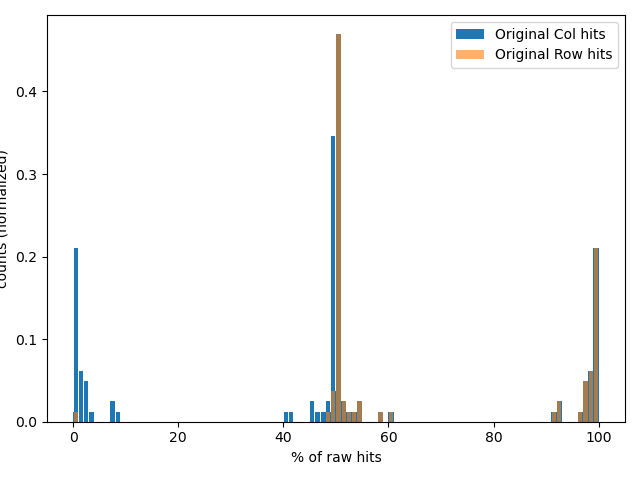 Original Col hits
Original Row hits
counts (normalized)
0.4
0.3
0.2
0.1
0.0
0 20 40 60 80 100
% of raw hits